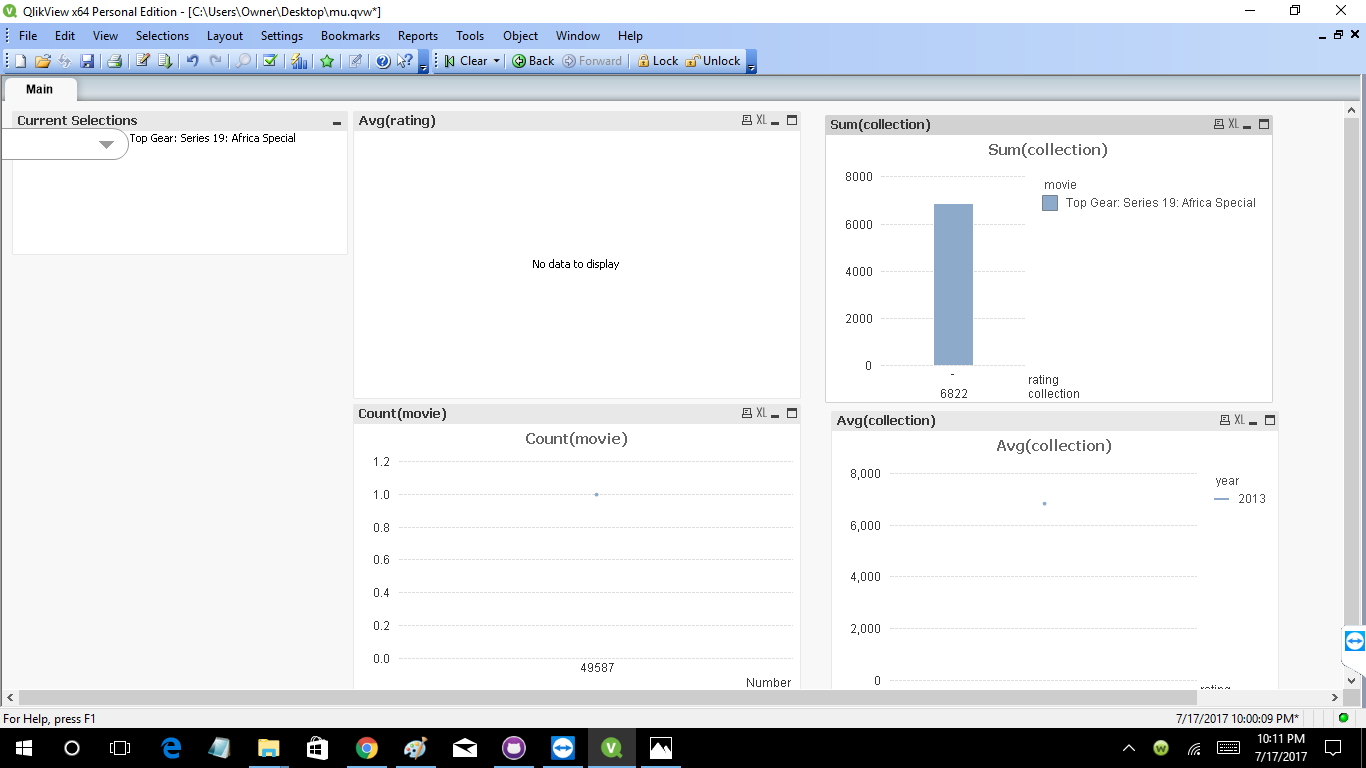 QlikView x64 Personal Edition - [C:\Users\Owner\Desktop\mu.qvw*]
File Edit View Selections Layout Settings Bookmarks Reports Tools Object Window Help
Clear Back Forward Lock Unlock
Main
Current Selections
Top Gear: Series 19: Africa Special
Avg(rating)
XL
No data to display
Sum(collection)
XL
Sum(collection)
8000
6000
4000
2000
0
-
6822
rating
collection
movie
Top Gear: Series 19: Africa Special
Count(movie)
XL
Count(movie)
1.2
1.0
0.8
0.6
0.4
0.2
0.0
49587
Number
Avg(collection)
XL
Avg(collection)
8,000
6,000
4,000
2,000
0
year
2013
rating
For Help, press F1
7/17/2017 10:00:09 PM*
10:11 PM
7/17/2017